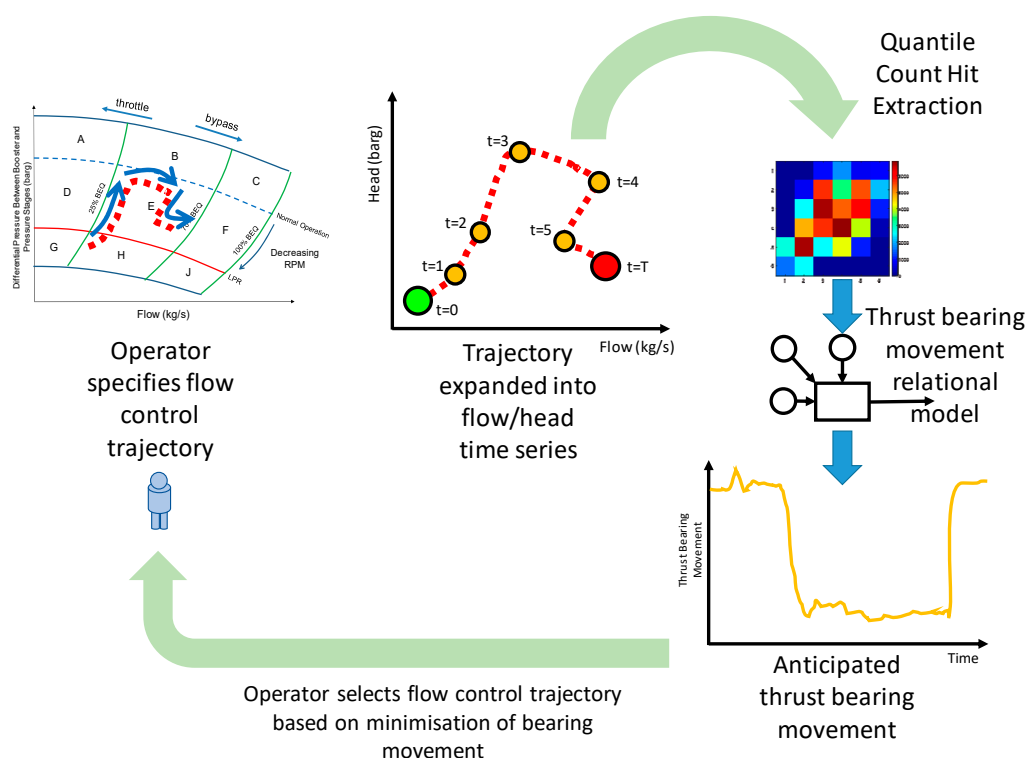 throttle
bypass
Differential Pressure Between Booster and
Pressure Stages (barg)
A
B
C
D
E
F
G
H
J
25% BEQ
BEQ
100% BEQ
Normal Operation
Decreasing
RPM
LPR
Flow (kg/s)
Operator
specifies flow
control
trajectory
Head (barg)
t=0
t=1
t=2
t=3
t=4
t=5
t=T
Flow (kg/s)
Trajectory
expanded into
flow/head
time series
Quantile
Count Hit
Extraction
Thrust bearing
movement
relational
model
Thrust Bearing
Movement
Time
Anticipated
thrust bearing
movement
Operator selects flow control trajectory
based on minimisation of bearing
movement